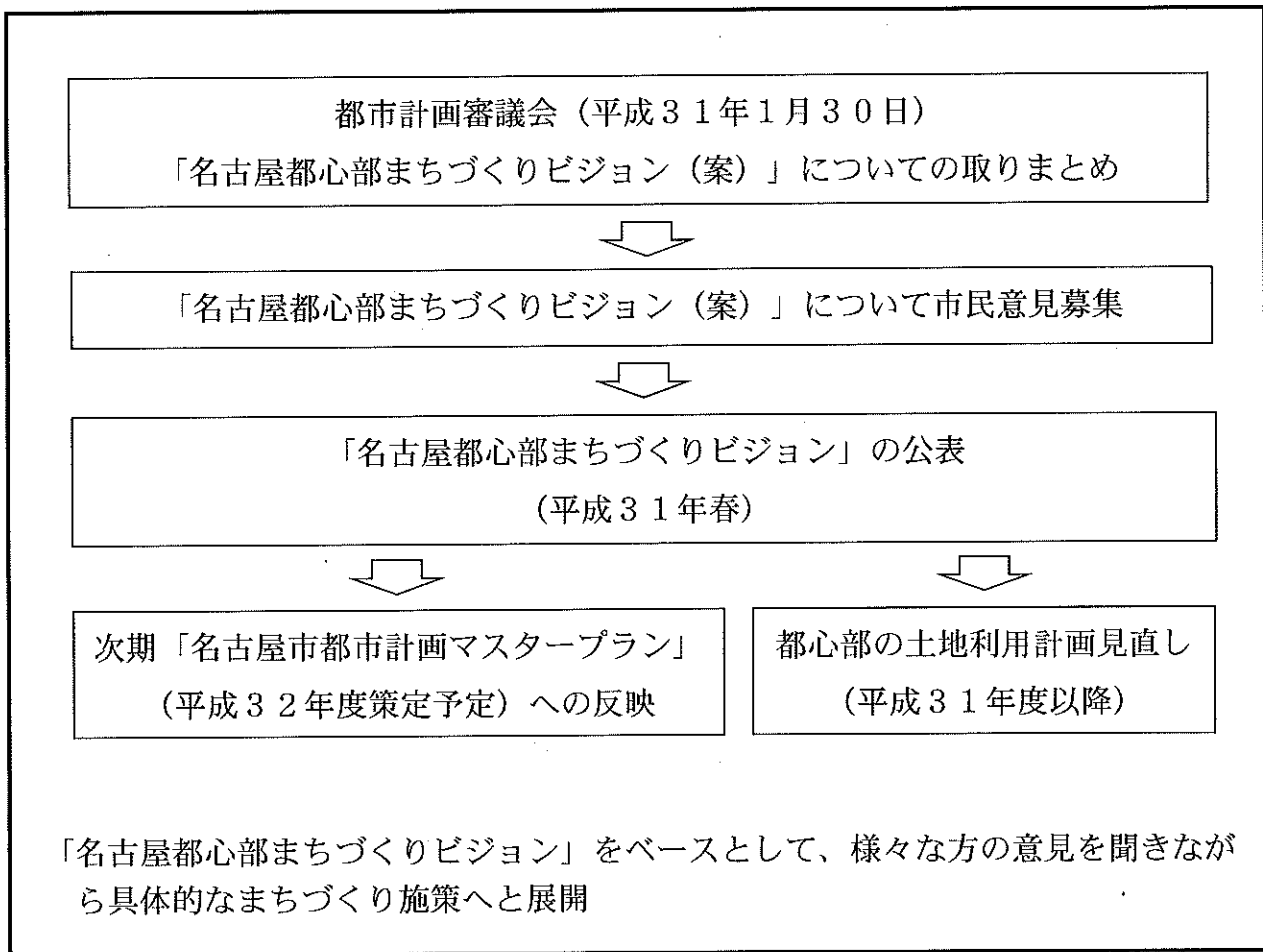 都市計画審議会（平成３１年１月３０日）
「名古屋都心部まちづくりビジョン（案）」についての取りまとめ
「名古屋都心部まちづくりビジョン（案）」について市民意見募集
「名古屋都心部まちづくりビジョン」の公表
（平成３１年春）
次期「名古屋市都市計画マスタープラン」
（平成３２年度策定予定）への反映
都心部の土地利用計画見直し
（平成３１年度以降）
「名古屋都心部まちづくりビジョン」をベースとして、様々な方の意見を聞きなが
ら具体的なまちづくり施策へと展開